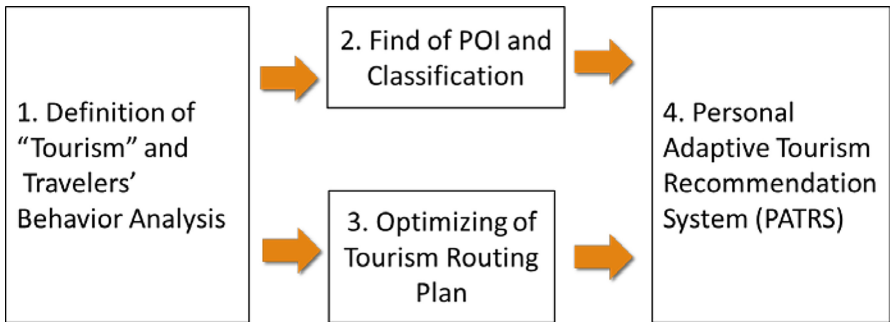 1. Definition of
“Tourism” and
Travelers’
Behavior Analysis
2. Find of POI and
Classification
3. Optimizing of
Tourism Routing
Plan
4. Personal
Adaptive Tourism
Recommendation
System (PATRS)